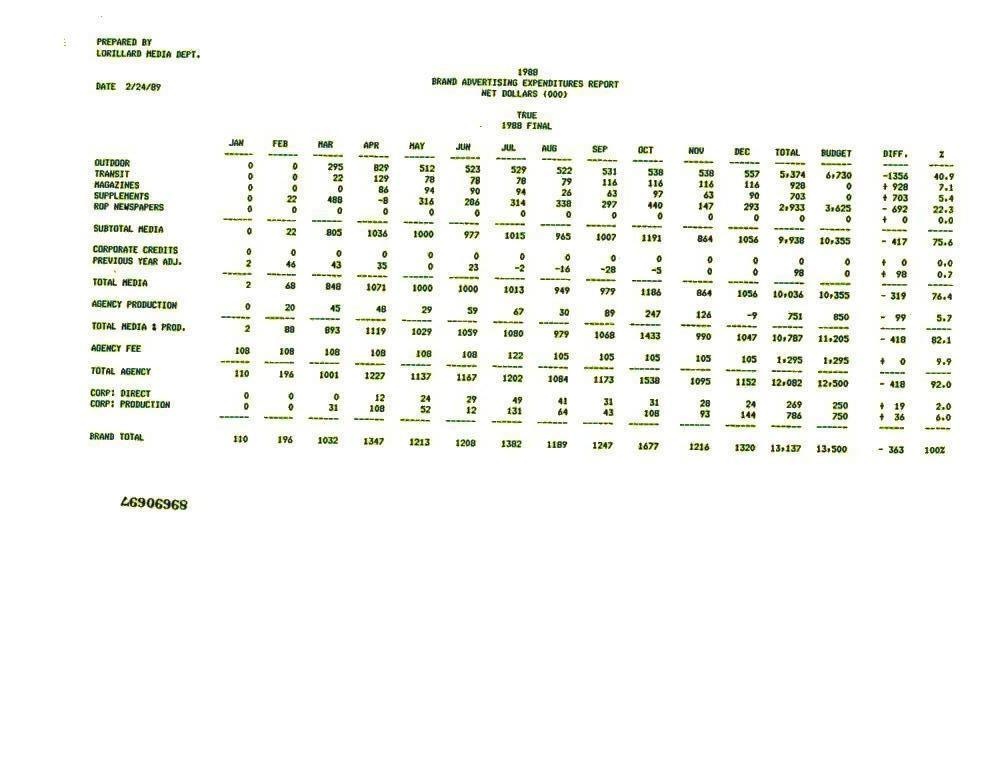 PREPARED BY
LORILLARD MEDIA DEPT.
DATE 2/24/89
1988
BRAND ADVERTISING EXPENDITURES REPORT
NET DOLLARS (000)
TRUE
1988 FINAL
JAN FEB MAR APR MAY JUN JUL AUG SEP OCT NOV DEC TOTAL BUDGET DIFF. %
OUTDOOR 0 0 295 829 512 523 529 522 531 538 538 557 5,374 6,730 -1356 40.9
TRANSIT 0 0 22 129 78 78 78 79 116 116 116 116 928 0 + 928 7.1
MAGAZINES 0 0 0 86 94 90 94 26 63 97 63 90 703 0 + 703 5.4
SUPPLEMENTS 0 22 488 -8 316 286 314 338 297 440 147 293 2,933 3,625 - 692 22.3
ROP NEWSPAPERS 0 0 0 0 0 0 0 0 0 0 0 0 0 0 + 0 0.0
SUBTOTAL MEDIA 0 22 805 1036 1000 977 1015 965 1007 1191 864 1056 9,938 10,355 - 417 75.6
CORPORATE CREDITS 0 0 0 0 0 0 0 0 0 0 0 0 0 0 + 0 0.0
PREVIOUS YEAR ADJ. 2 46 43 35 0 23 -2 -16 -28 -5 0 0 98 0 + 98 0.7
TOTAL MEDIA 2 68 848 1071 1000 1000 1013 949 979 1186 864 1056 10,036 10,355 - 319 76.4
AGENCY PRODUCTION 0 20 45 48 29 59 67 30 89 247 126 -9 751 850 - 99 5.7
TOTAL MEDIA & PROD. 2 88 893 1119 1029 1059 1080 979 1068 1433 990 1047 10,787 11,205 - 418 82.1
AGENCY FEE 108 108 108 108 108 108 122 105 105 105 105 105 1,295 1,295 + 0 9.9
TOTAL AGENCY 110 196 1001 1227 1137 1167 1202 1084 1173 1538 1095 1152 12,082 12,500 - 418 92.0
CORP: DIRECT 0 0 0 12 24 29 49 41 31 31 28 24 269 250 + 19 2.0
CORP: PRODUCTION 0 0 31 108 52 12 131 64 43 108 93 144 786 750 + 36 6.0
BRAND TOTAL 110 196 1032 1347 1213 1208 1382 1189 1247 1677 1216 1320 13,137 13,500 - 363 100%
89690697